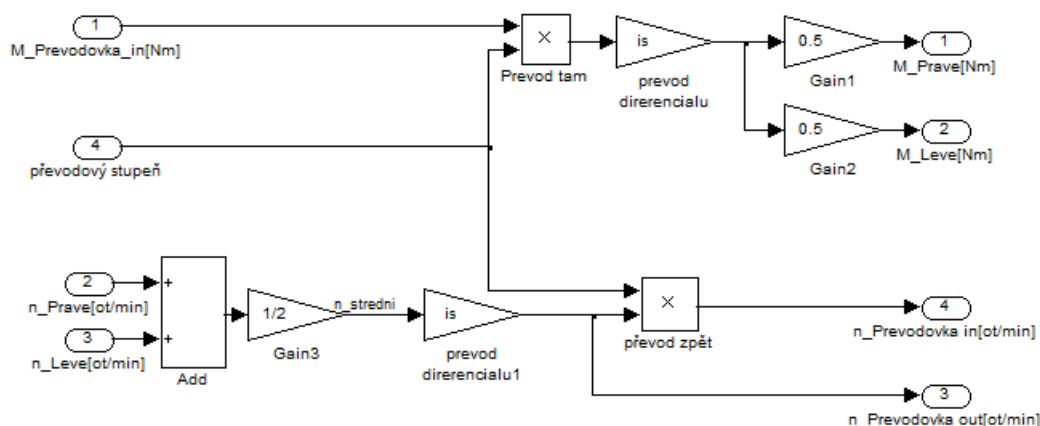 1
M_Prevodovka_in[Nm]
×
Prevod tam
is
prevod
direrencialu
0.5
Gain1
1
M_Prave[Nm]
0.5
Gain2
2
M_Leve[Nm]
4
převodový stupeň
2
n_Prave[ot/min]
3
n_Leve[ot/min]
+
+
Add
1/2
Gain3
n_stredni
is
prevod
direrencialu1
×
převod zpět
4
n_Prevodovka in[ot/min]
3
n_Prevodovka out[ot/min]